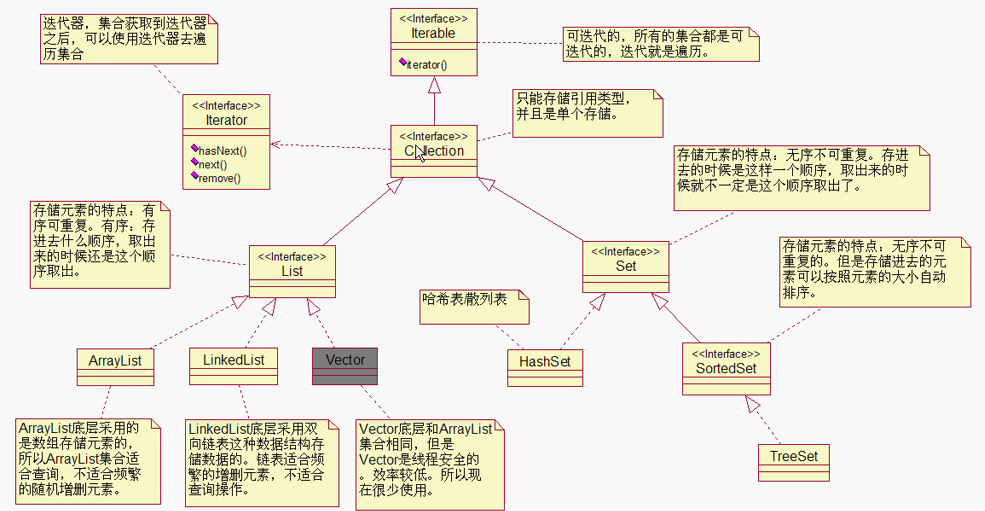 迭代器，集合获取到迭代器
之后，可以使用迭代器去遍
历集合
<<Interface>>
Iterable
iterator()
可迭代的，所有的集合都是可
迭代的，迭代就是遍历。
<<Interface>>
Iterator
hasNext()
next()
remove()
只能存储引用类型，
并且是单个存储。
<<Interface>>
Collection
存储元素的特点：无序不可重复。存进
去的时候是这样一个顺序，取出来的时
候就不一定是这个顺序取出了。
存储元素的特点：有
序可重复。有序：存
进去什么顺序，取出
来的时候还是这个顺
序取出。
<<Interface>>
List
<<Interface>>
Set
存储元素的特点：无序不可
重复的。但是存储进去的元
素可以按照元素的大小自动
排序。
哈希表/散列表
ArrayList
LinkedList
Vector
HashSet
<<Interface>>
SortedSet
ArrayList底层采用的
是数组存储元素的，
所以ArrayList集合适
合查询，不适合频繁
的随机增删元素。
LinkedList底层采用双
向链表这种数据结构存
储数据的。链表适合频
繁的增删元素，不适合
查询操作。
Vector底层和ArrayList
集合相同，但是
Vector是线程安全的
。效率较低。所以现
在很少使用。
TreeSet